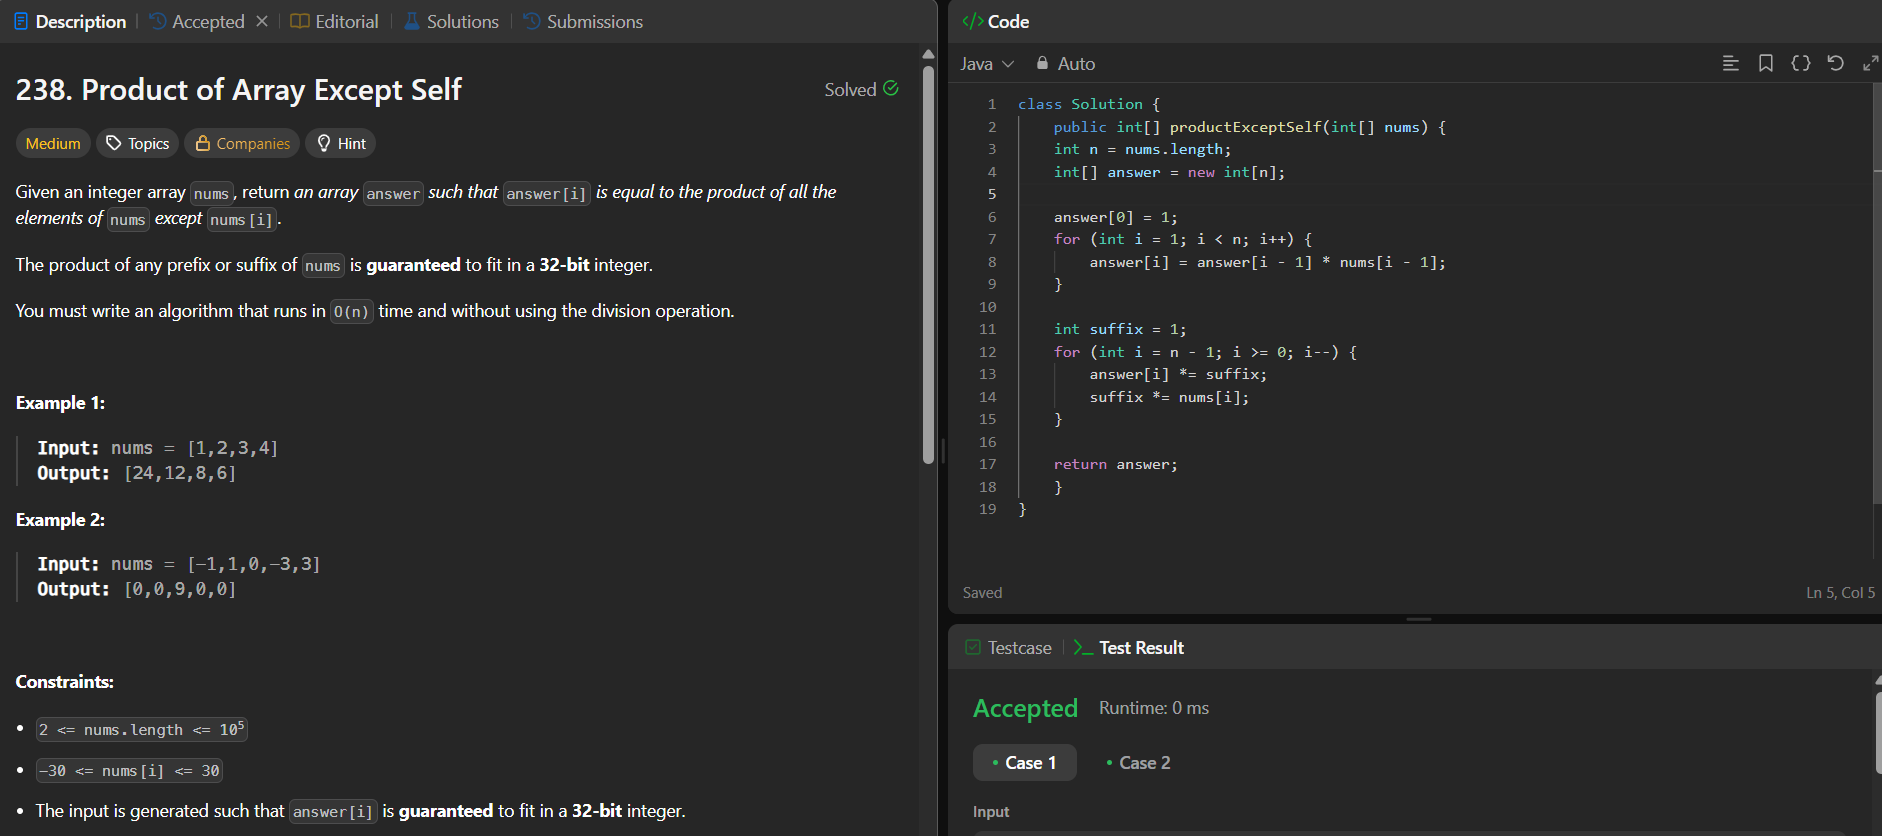 Description
Accepted
Editorial
Solutions
Submissions
238. Product of Array Except Self
Solved
Medium
Topics
Companies
Hint
Given an integer array nums, return an array answer such that answer[i] is equal to the product of all the
elements of nums except nums[i].
The product of any prefix or suffix of nums is guaranteed to fit in a 32-bit integer.
You must write an algorithm that runs in O(n) time and without using the division operation.
Example 1:
Input: nums = [1,2,3,4]
Output: [24,12,8,6]
Example 2:
Input: nums = [-1,1,0,-3,3]
Output: [0,0,9,0,0]
Constraints:
• 2 <= nums.length <= 10⁵
• -30 <= nums[i] <= 30
• The input is generated such that answer[i] is guaranteed to fit in a 32-bit integer.
</> Code
Java
Auto
1 class Solution {
2 public int[] productExceptSelf(int[] nums) {
3 int n = nums.length;
4 int[] answer = new int[n];
5
6 answer[0] = 1;
7 for (int i = 1; i < n; i++) {
8 answer[i] = answer[i - 1] * nums[i - 1];
9 }
10
11 int suffix = 1;
12 for (int i = n - 1; i >= 0; i--) {
13 answer[i] *= suffix;
14 suffix *= nums[i];
15 }
16
17 return answer;
18 }
19 }
Saved
Ln 5, Col 5
Testcase
Test Result
Accepted
Runtime: 0 ms
• Case 1
• Case 2
Input